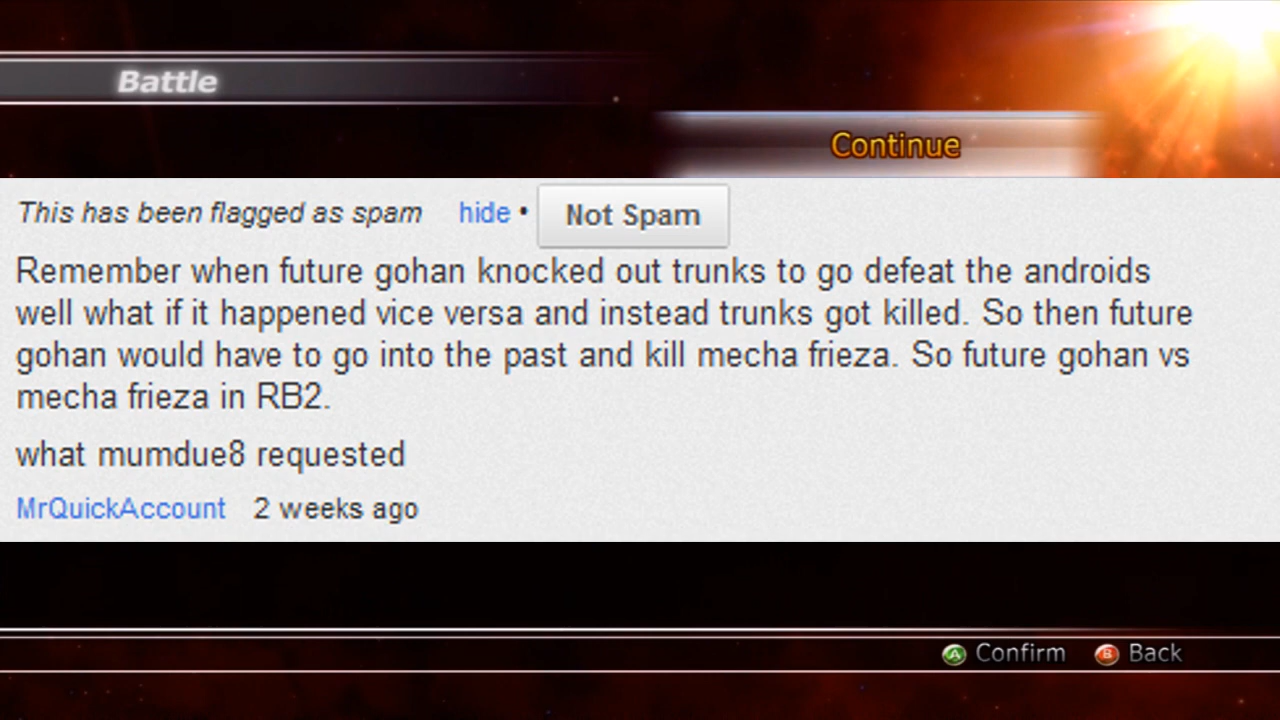 Battle
Continue
This has been flagged as spam hide • Not Spam
Remember when future gohan knocked out trunks to go defeat the androids
well what if it happened vice versa and instead trunks got killed. So then future
gohan would have to go into the past and kill mecha frieza. So future gohan vs
mecha frieza in RB2.
what mumdue8 requested
MrQuickAccount 2 weeks ago
A Confirm B Back